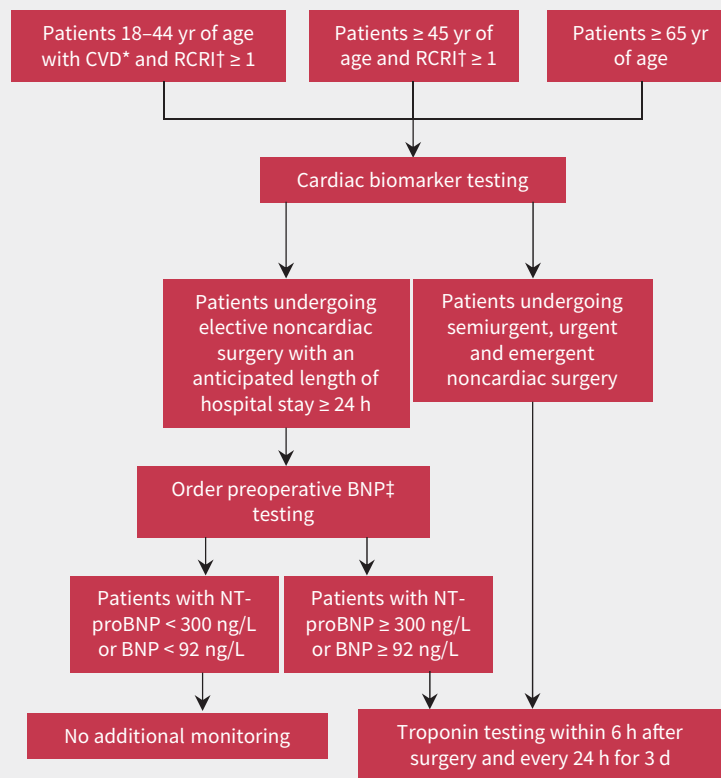 Patients 18–44 yr of age
with CVD* and RCRI† ≥ 1
Patients ≥ 45 yr of
age and RCRI† ≥ 1
Patients ≥ 65 yr
of age
Cardiac biomarker testing
Patients undergoing
elective noncardiac
surgery with an
anticipated length of
hospital stay ≥ 24 h
Patients undergoing
semiurgent, urgent
and emergent
noncardiac surgery
Order preoperative BNP‡
testing
Patients with NT-
proBNP < 300 ng/L
or BNP < 92 ng/L
Patients with NT-
proBNP ≥ 300 ng/L
or BNP ≥ 92 ng/L
No additional monitoring
Troponin testing within 6 h after
surgery and every 24 h for 3 d